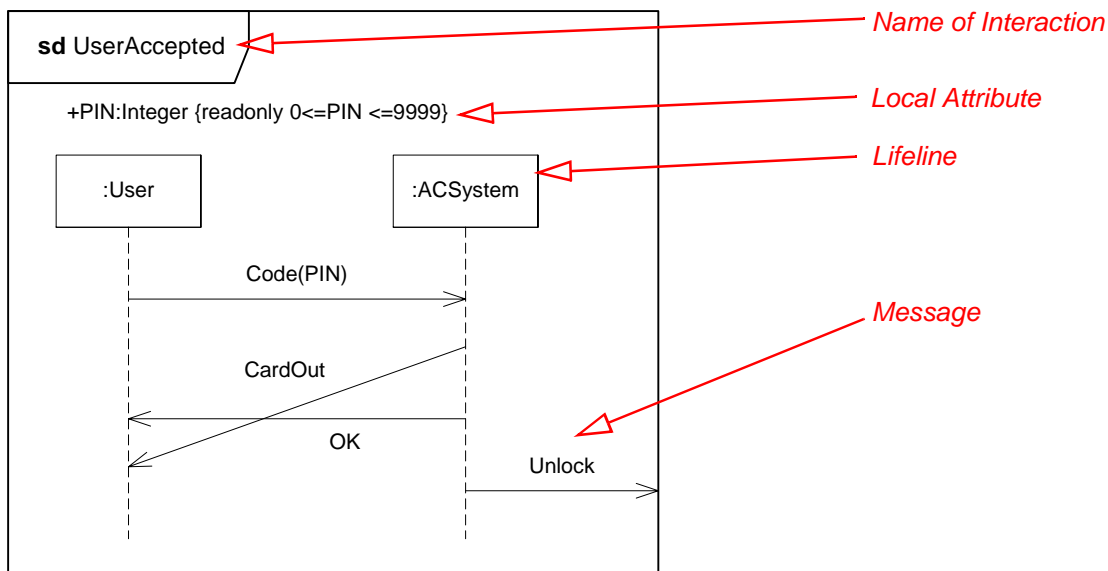 Name of Interaction
sd UserAccepted
+PIN:Integer {readonly 0<=PIN <=9999}
Local Attribute
Lifeline
:User
:ACSystem
Code(PIN)
Message
CardOut
OK
Unlock